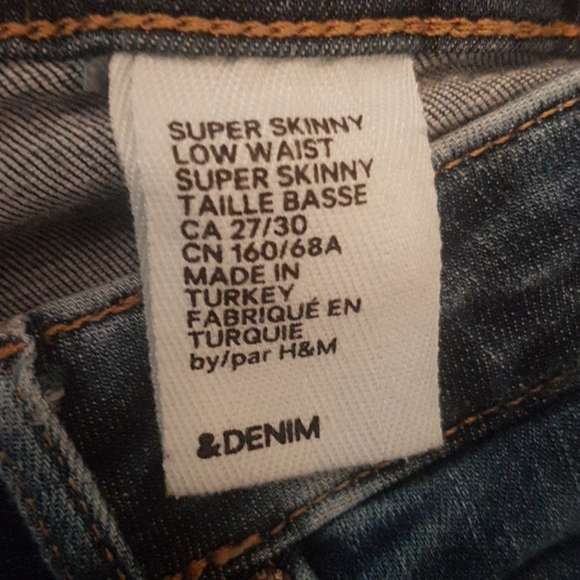 SUPER SKINNY
LOW WAIST
SUPER SKINNY
TAILLE BASSE
CA 27/30
CN 160/68A
MADE IN
TURKEY
FABRIQUÉ EN
TURQUIE
by/par H&M
&DENIM